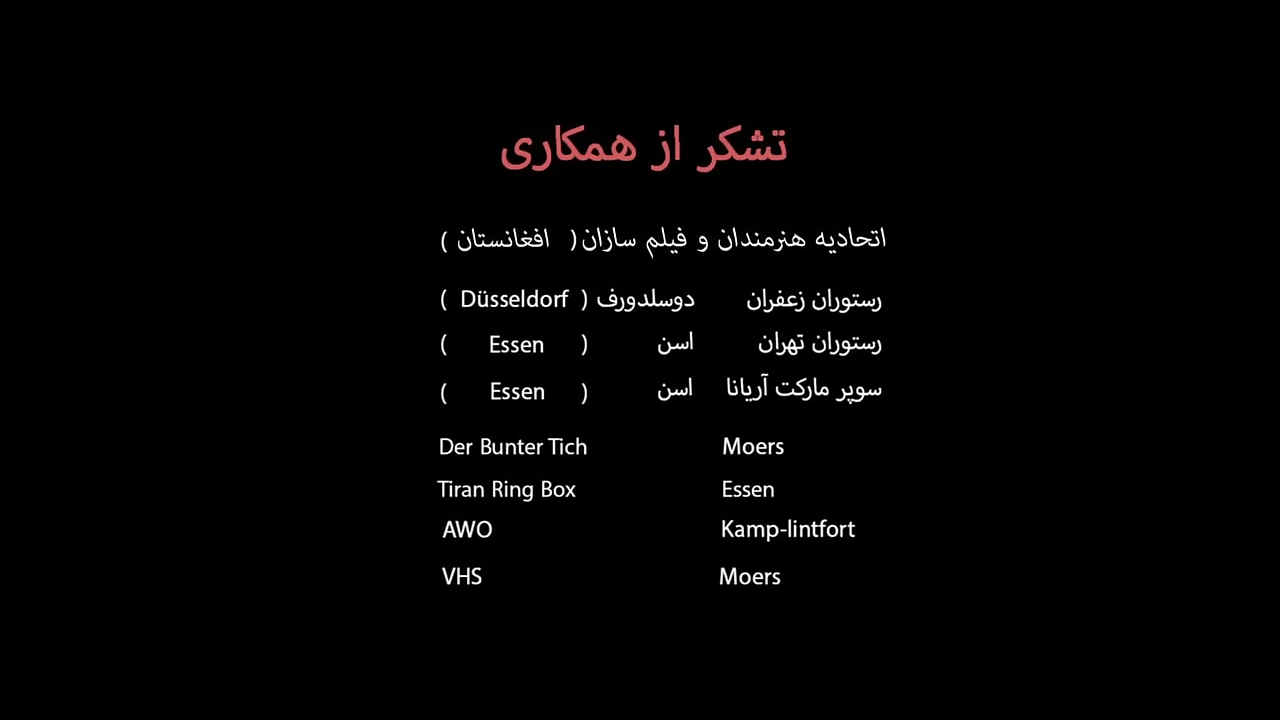 تشکر از همکاری
اتحادیه هنرمندان و فیلم سازان ( افغانستان )
رستوران زعفران دوسلدورف ( Düsseldorf )
رستوران تهران اسن ( Essen )
سوپر مارکت آریانا اسن ( Essen )
Der Bunter Tich Moers
Tiran Ring Box Essen
AWO Kamp-lintfort
VHS Moers